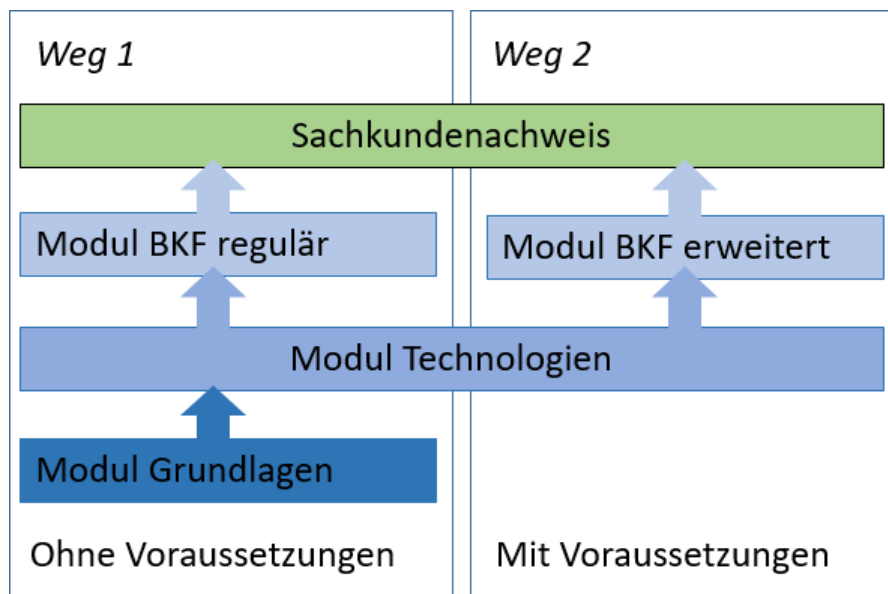 Weg 1
Weg 2
Sachkundenachweis
Modul BKF regulär
Modul BKF erweitert
Modul Technologien
Modul Grundlagen
Ohne Voraussetzungen
Mit Voraussetzungen